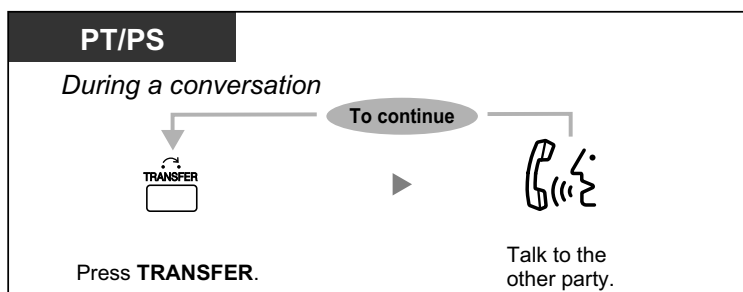 PT/PS
During a conversation
To continue
TRANSFER
Press TRANSFER.
Talk to the
other party.